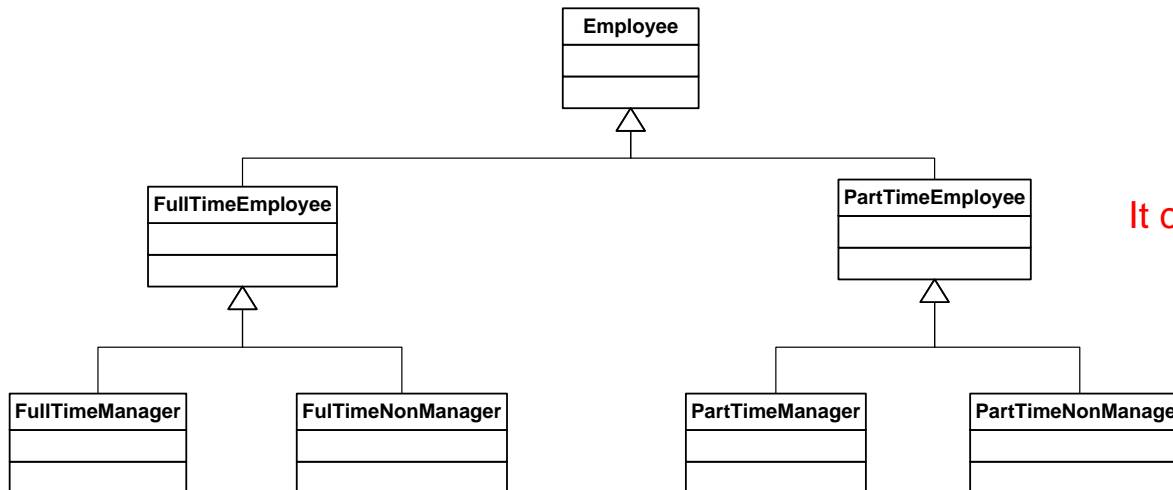 Employee
FullTimeEmployee
PartTimeEmployee
It
FullTimeManager
FulTimeNonManager
PartTimeManager
PartTimeNonManage